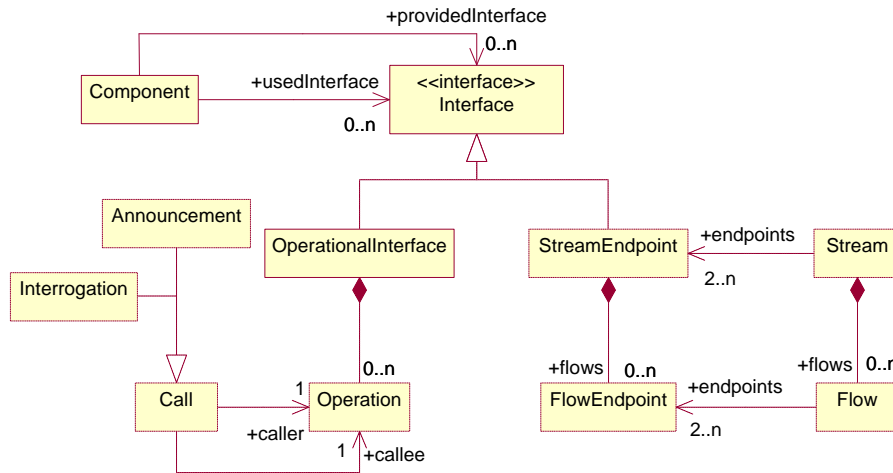 +providedInterface
0..n
Component
+usedInterface
0..n
<<interface>>
Interface
Announcement
Interrogation
OperationalInterface
StreamEndpoint
+endpoints
2..n
Stream
0..n
+flows
0..n
+flows
0..n
Call
1
+caller
Operation
1
+callee
FlowEndpoint
+endpoints
2..n
Flow